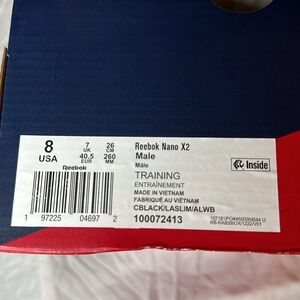 8
USA
7
UK
26
CM
40.5
EUR
260
MM
Reebok
Reebok Nano X2
Male
Mâle
TRAINING
ENTRAÎNEMENT
MADE IN VIETNAM
FABRIQUÉ AU VIÊTNAM
CBLACK/LASLIM/ALWB
100072413
Inside
1 97225 04697 2